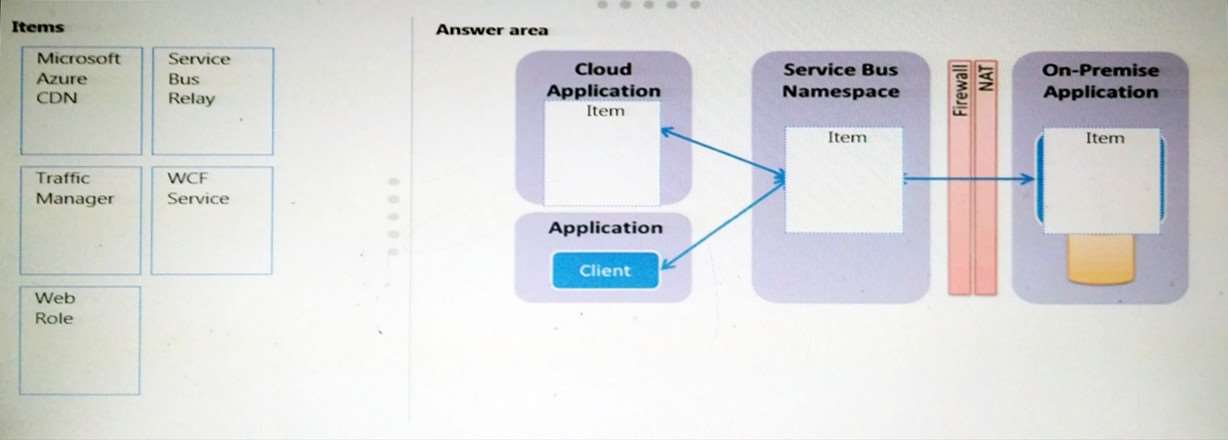 Items
Microsoft
Azure
CDN
Service
Bus
Relay
Traffic
Manager
WCF
Service
Web
Role
Answer area
Cloud
Application
Item
Application
Client
Service Bus
Namespace
Item
Firewall
NAT
On-Premise
Application
Item